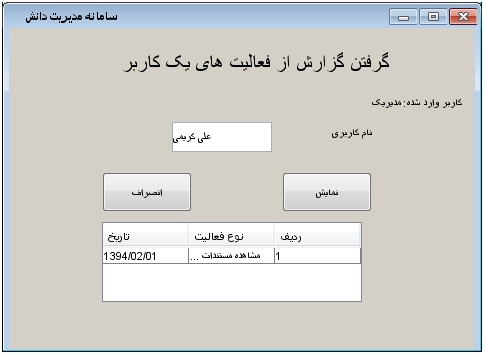 سامانه مدیریت دانش
گرفتن گزارش از فعالیت های یک کاربر
کاربر وارد شده: مدیریک
نام کاربری
علی کریمی
نمایش
انصراف
ردیف نوع فعالیت تاریخ
1 مشاهده مستندات ... 1394/02/01